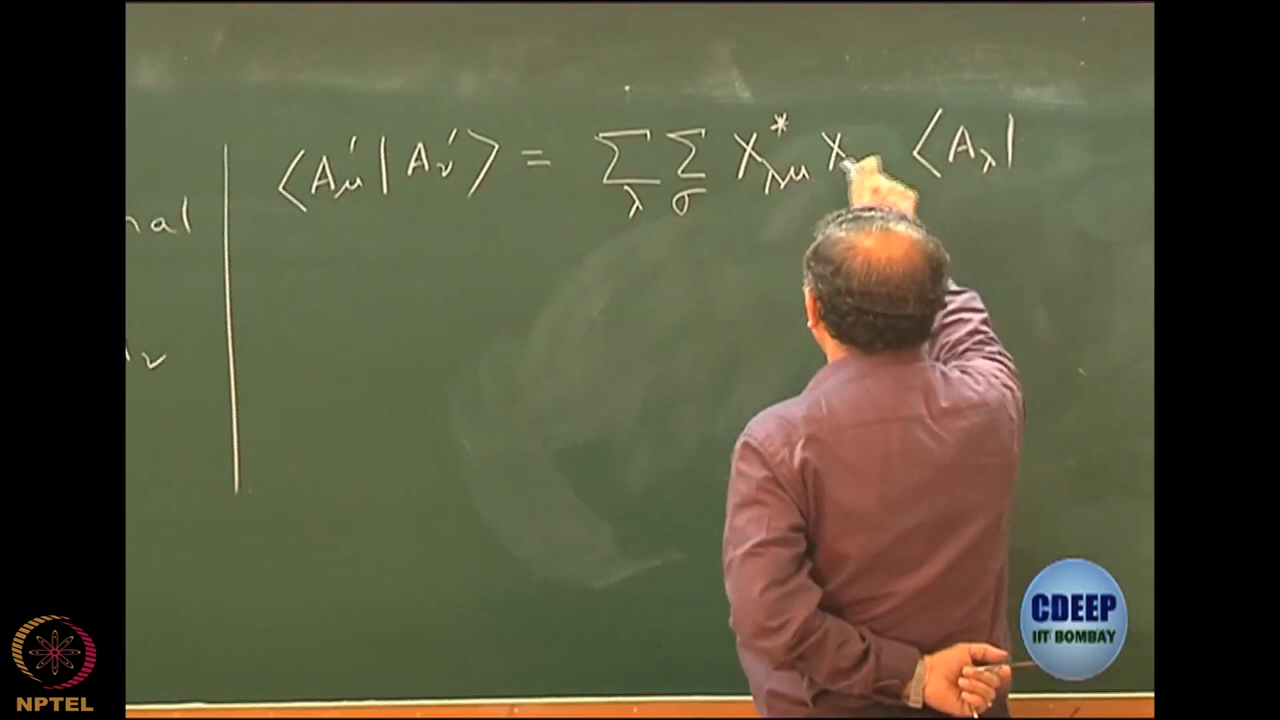 ⟨A'μ | A'ν⟩ = Σλ Σσ X*λμ X ⟨Aλ|
nal
ν
CDEEP
IIT BOMBAY
NPTEL